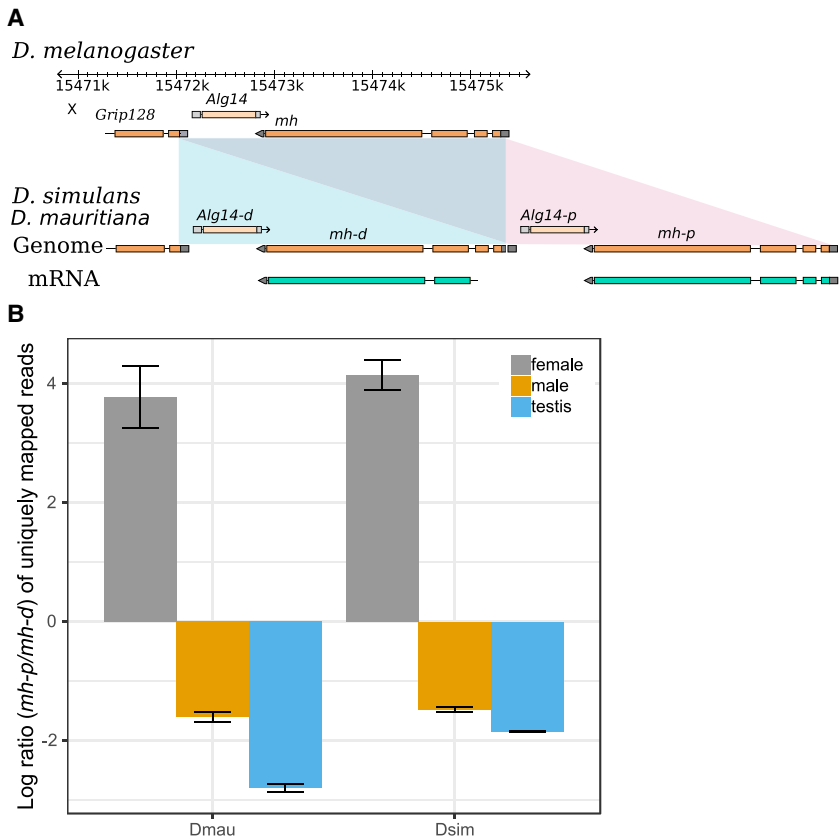 A
D. melanogaster
15471k 15472k 15473k 15474k 15475k
X
Alg14
Grip128
mh
D. simulans
D. mauritiana
Alg14-d
Alg14-p
Genome
mh-d
mh-p
mRNA
B
Log ratio (mh-p/mh-d) of uniquely mapped reads
4
2
0
-2
female
male
testis
Dmau
Dsim